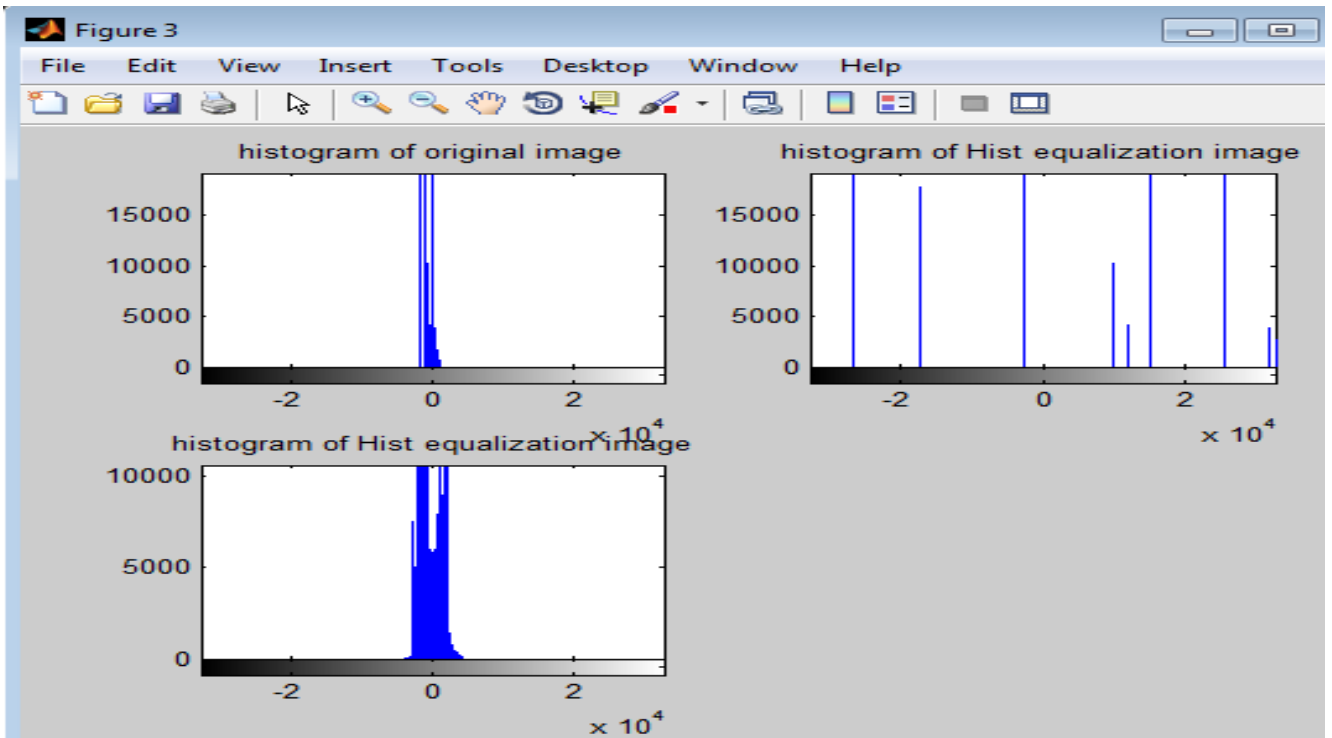 Figure 3
File Edit View Insert Tools Desktop Window Help
histogram of original image
15000
10000
5000
0
-2 0 2
x 10^4
histogram of Hist equalization image
15000
10000
5000
0
-2 0 2
x 10^4
histogram of Hist equalization image
10000
5000
0
-2 0 2
x 10^4